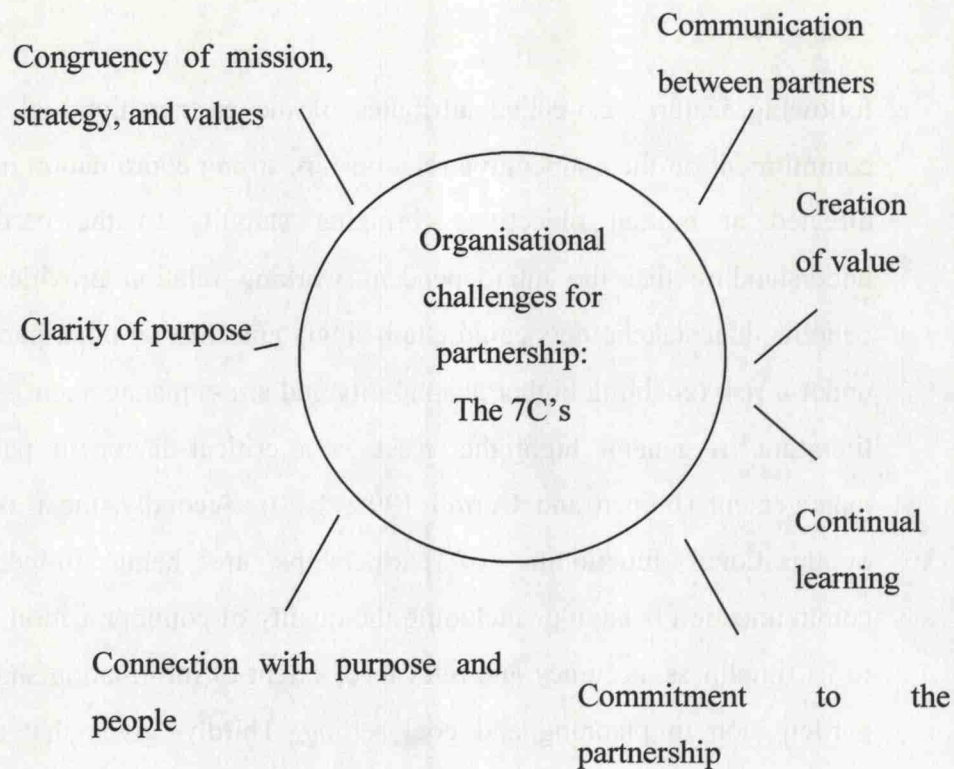 Communication
between partners
Congruency of mission,
strategy, and values
Creation
of value
Organisational
challenges for
partnership:
The 7C's
Clarity of purpose
Continual
learning
Connection with purpose and
people
Commitment to the
partnership